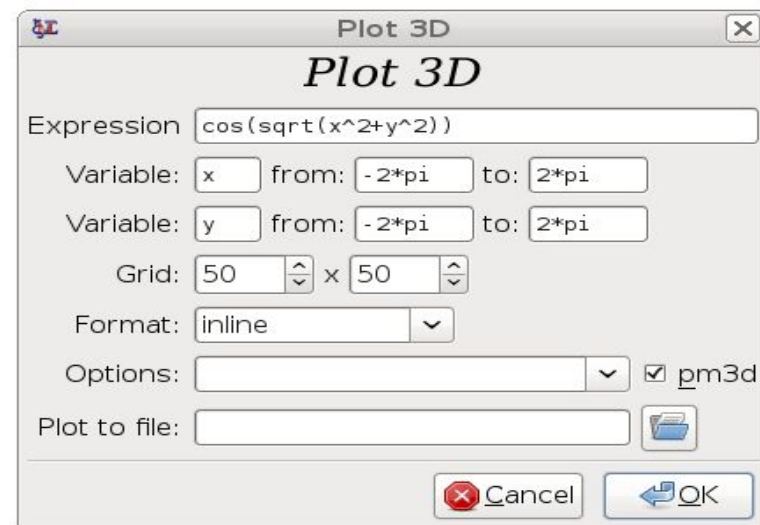 Plot 3D
Plot 3D
Expression cos(sqrt(x^2+y^2))
Variable: x from: -2*pi to: 2*pi
Variable: y from: -2*pi to: 2*pi
Grid: 50 x 50
Format: inline
Options: pm3d
Plot to file:
Cancel OK